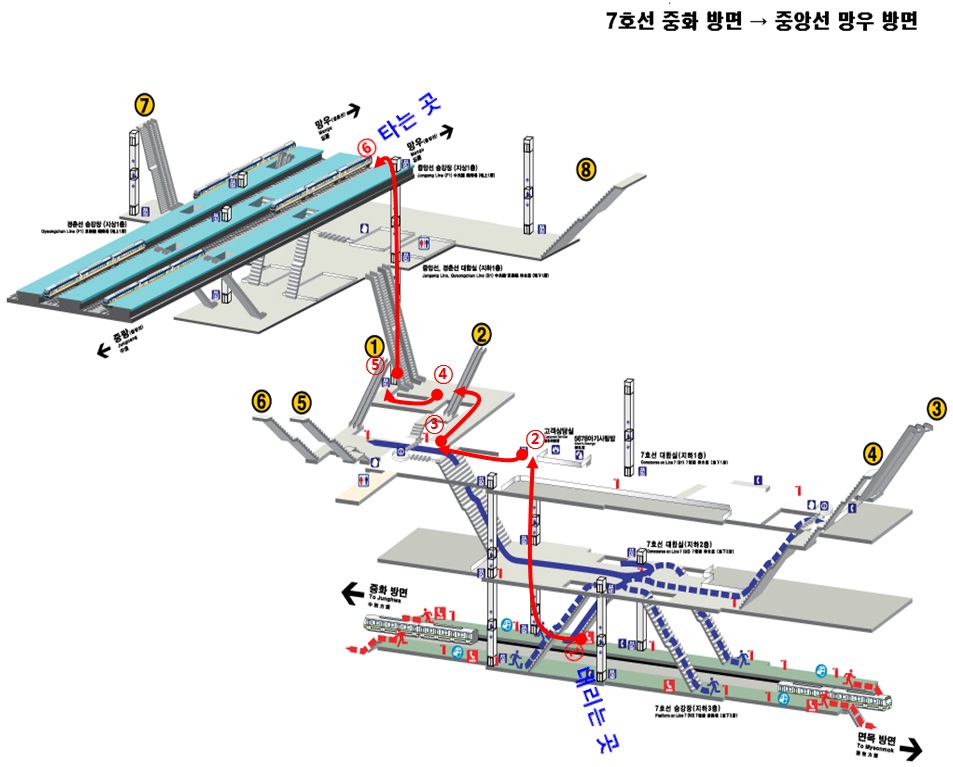 7호선 중화 방면 → 중앙선 망우 방면
7
망우
타는 곳
망우
6
중앙선 승강장 (지상1층)
Jungang Line (F1)
8
경춘선 승강장 (지상1층)
Gyeongchun Line (F1)
중앙선, 경춘선 대합실 (지하1층)
Jungang Line, Gyeongchun Line (B1)
중랑
Jungnang
1
2
5
4
6
5
3
2
고객상담실
3
4
7호선 대합실(지하1층)
Concourse on Line 7 (B1)
7호선 대합실(지하2층)
Concourse on Line 7 (B2)
중화 방면
To Junghwa
1
내리는 곳
7호선 승강장(지하3층)
Platform on Line 7 (B3)
면목 방면
To Myeonmok